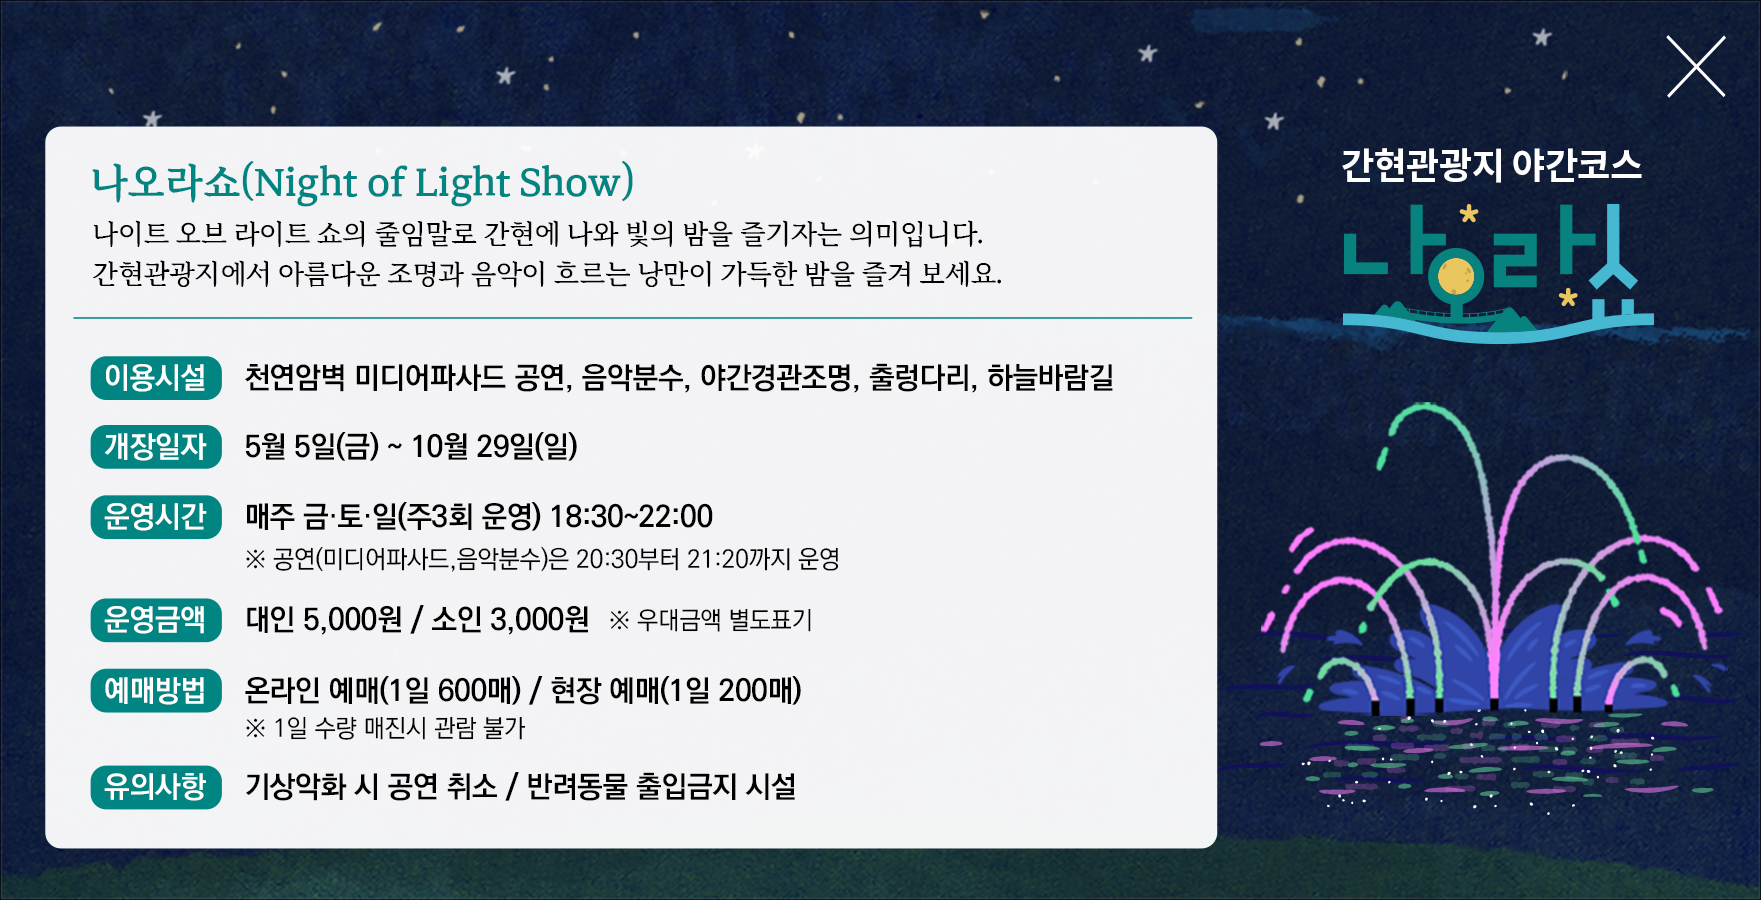 나오라쇼(Night of Light Show)
나이트 오브 라이트 쇼의 줄임말로 간현에 나와 빛의 밤을 즐기자는 의미입니다.
간현관광지에서 아름다운 조명과 음악이 흐르는 낭만이 가득한 밤을 즐겨 보세요.
이용시설 천연암벽 미디어파사드 공연, 음악분수, 야간경관조명, 출렁다리, 하늘바람길
개장일자 5월 5일(금) ~ 10월 29일(일)
운영시간 매주 금·토·일(주3회 운영) 18:30~22:00
※ 공연(미디어파사드,음악분수)은 20:30부터 21:20까지 운영
운영금액 대인 5,000원 / 소인 3,000원 ※ 우대금액 별도표기
예매방법 온라인 예매(1일 600매) / 현장 예매(1일 200매)
※ 1일 수량 매진시 관람 불가
유의사항 기상악화 시 공연 취소 / 반려동물 출입금지 시설
간현관광지 야간코스
나오라쇼